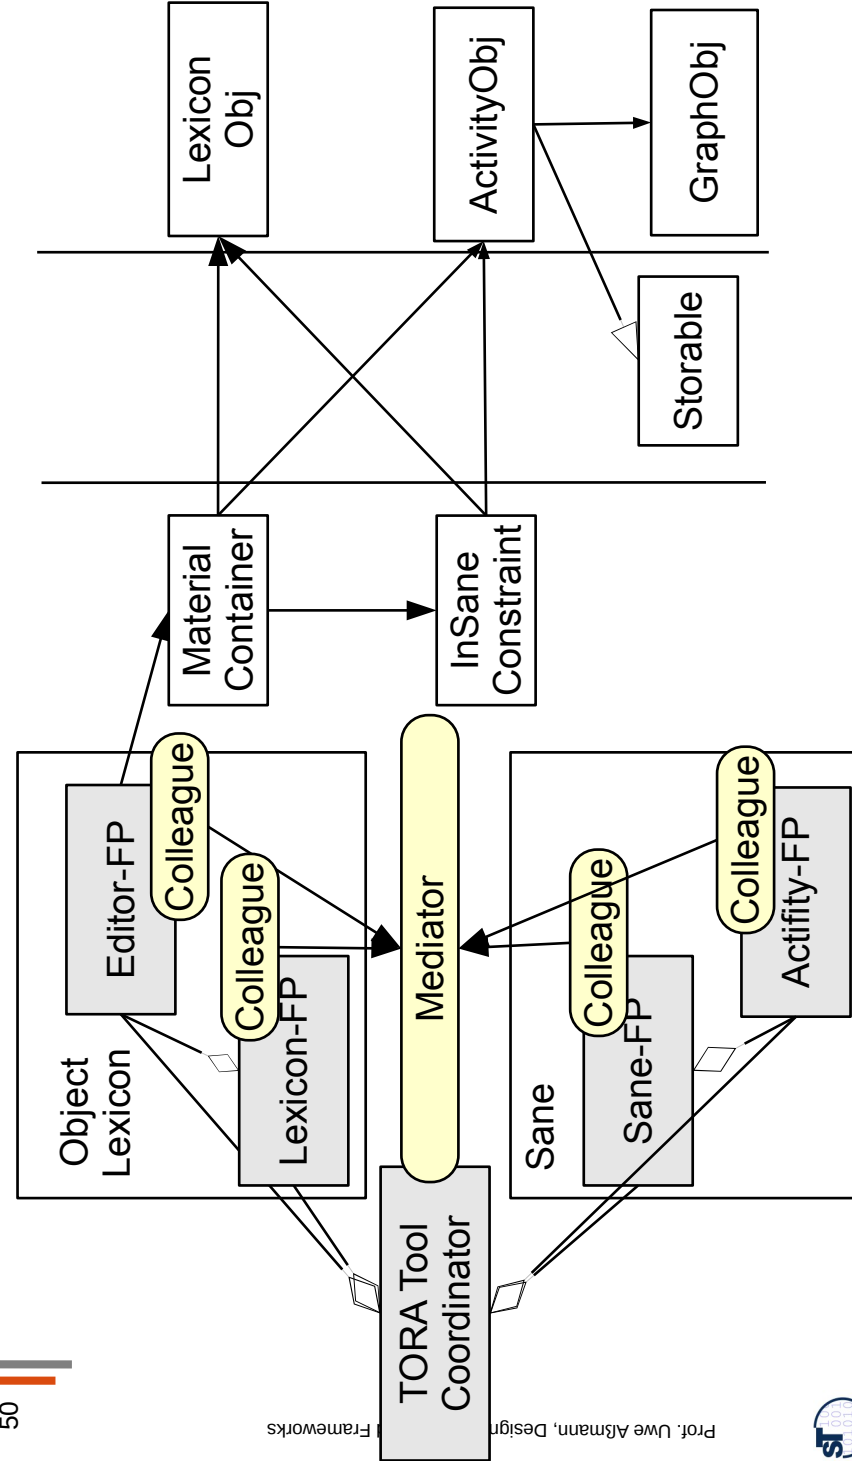 50
Object
Lexicon
Editor-FP
Colleague
Lexicon-FP
Colleague
Material
Container
Lexicon
Obj
TORA Tool
Coordinator
Mediator
InSane
Constraint
ActivityObj
Sane
Sane-FP
Colleague
Actifity-FP
Colleague
Storable
GraphObj
Prof. Uwe Aßmann, Design Frameworks
ST